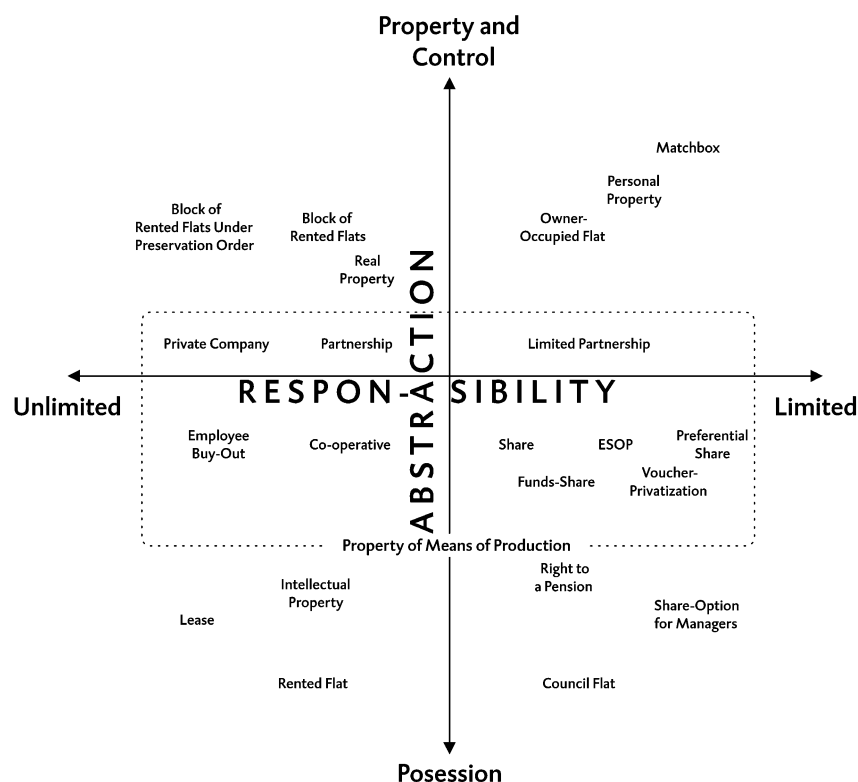 Property and
Control
Matchbox
Personal
Property
Block of
Rented Flats Under
Preservation Order
Block of
Rented Flats
Owner-
Occupied Flat
Real
Property
ABSTRACTION
Private Company
Partnership
Limited Partnership
RESPON-SIBILITY
Unlimited
Limited
Employee
Buy-Out
Co-operative
Share
ESOP
Preferential
Share
Funds-Share
Voucher-
Privatization
Property of Means of Production
Right to
a Pension
Intellectual
Property
Lease
Share-Option
for Managers
Rented Flat
Council Flat
Posession